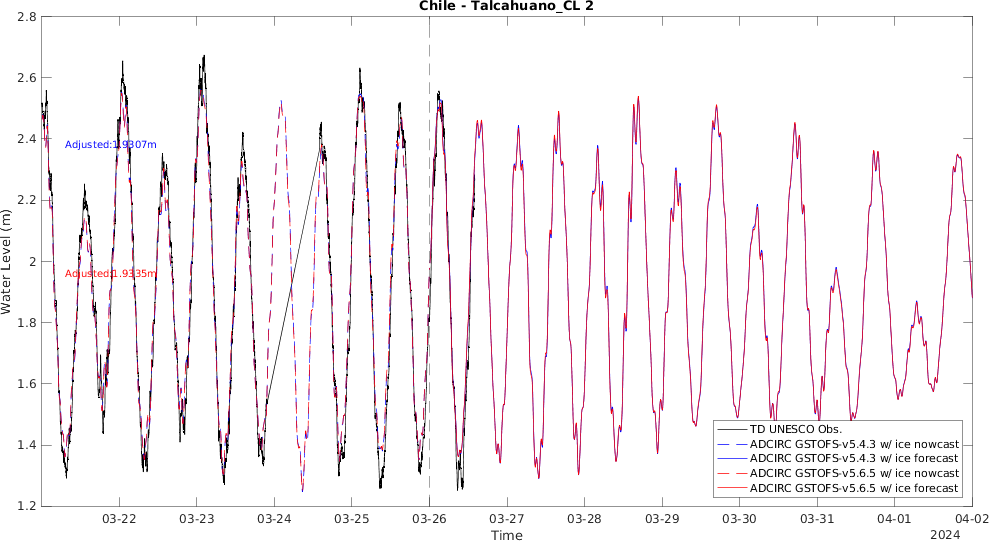 Chile - Talcahuano_CL 2
2.8
2.6
2.4
2.2
2
1.8
1.6
1.4
1.2
Water Level (m)
Adjusted:1.9307m
Adjusted:1.9335m
TD UNESCO Obs.
ADCIRC GSTOFS-v5.4.3 w/ ice nowcast
ADCIRC GSTOFS-v5.4.3 w/ ice forecast
ADCIRC GSTOFS-v5.6.5 w/ ice nowcast
ADCIRC GSTOFS-v5.6.5 w/ ice forecast
03-22 03-23 03-24 03-25 03-26 03-27 03-28 03-29 03-30 03-31 04-01 04-02
Time
2024